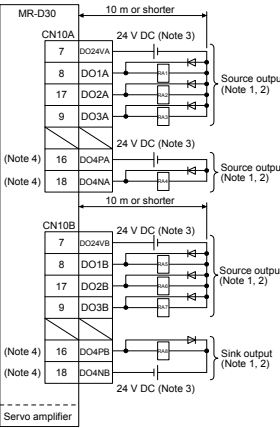 MR-D30
10 m or shorter
CN10A
24 V DC (Note 3)
7 DO24VA
8 DO1A RA1
17 DO2A RA2
9 DO3A RA3
Source outpu
(Note 1, 2)
24 V DC (Note 3)
(Note 4) 16 DO4PA
(Note 4) 18 DO4NA RA4
Source outpu
(Note 1, 2)
10 m or shorter
CN10B
24 V DC (Note 3)
7 DO24VB
8 DO1B RA5
17 DO2B RA6
9 DO3B RA7
Source output
(Note 1, 2)
(Note 4) 16 DO4PB RA8
(Note 4) 18 DO4NB
Sink output
(Note 1, 2)
24 V DC (Note 3)
Servo amplifier